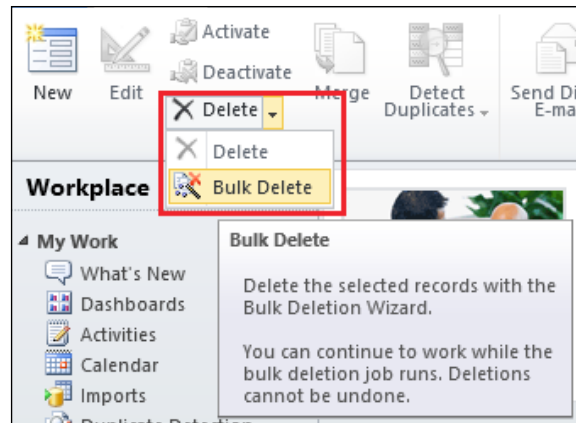 Activate
Deactivate
New
Edit
Delete
Merge
Detect
Duplicates
Send Di
E-ma
Delete
Bulk Delete
Workplace
My Work
What's New
Dashboards
Activities
Calendar
Imports
Duplicate Detection
Bulk Delete
Delete the selected records with the
Bulk Deletion Wizard.
You can continue to work while the
bulk deletion job runs. Deletions
cannot be undone.